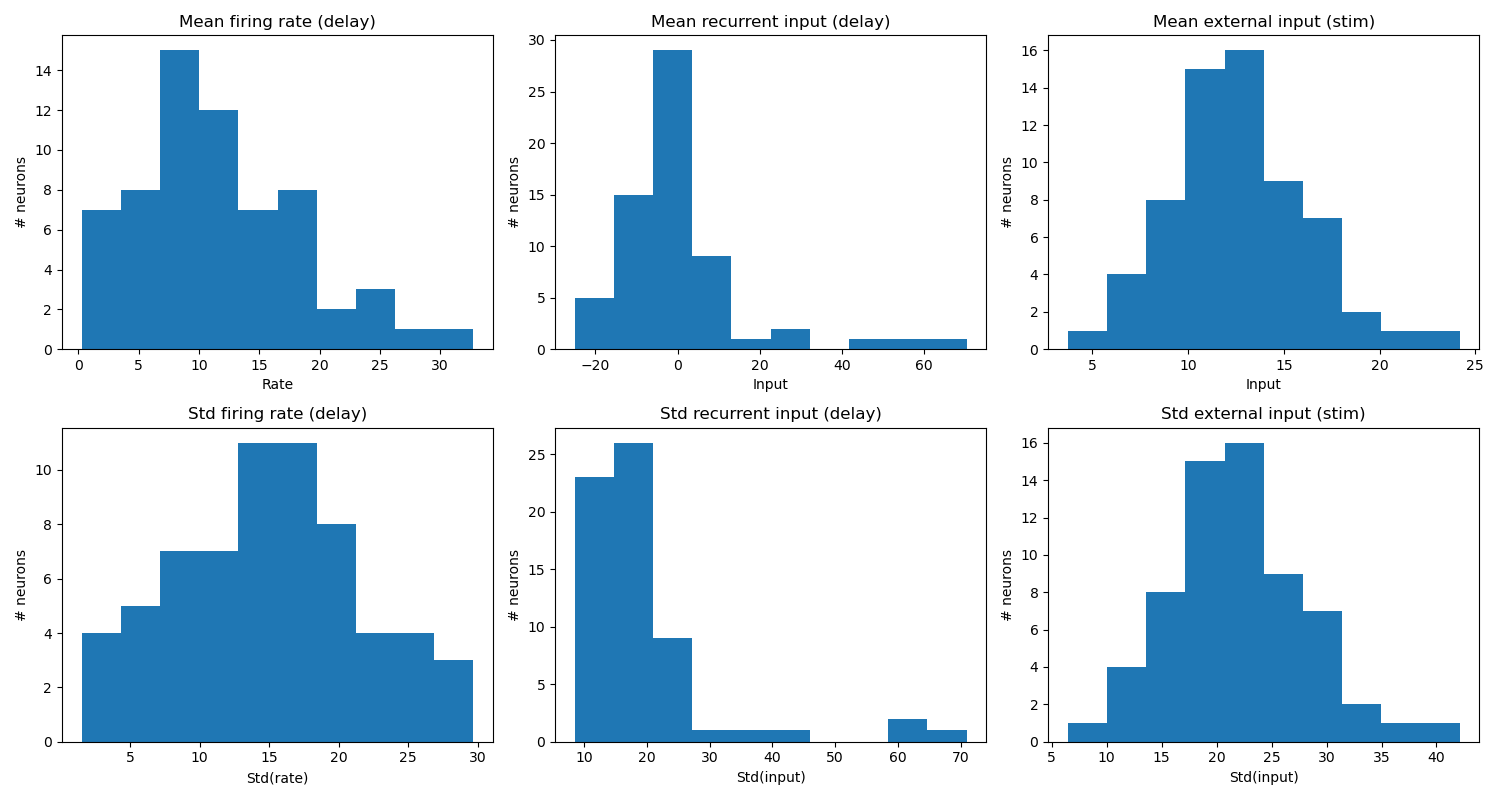 Mean firing rate (delay)
# neurons
0 2 4 6 8 10 12 14
0 5 10 15 20 25 30
Rate
Mean recurrent input (delay)
# neurons
0 5 10 15 20 25 30
−20 0 20 40 60
Input
Mean external input (stim)
# neurons
0 2 4 6 8 10 12 14 16
5 10 15 20 25
Input
Std firing rate (delay)
# neurons
0 2 4 6 8 10
5 10 15 20 25 30
Std(rate)
Std recurrent input (delay)
# neurons
0 5 10 15 20 25
10 20 30 40 50 60 70
Std(input)
Std external input (stim)
# neurons
0 2 4 6 8 10 12 14 16
5 10 15 20 25 30 35 40
Std(input)